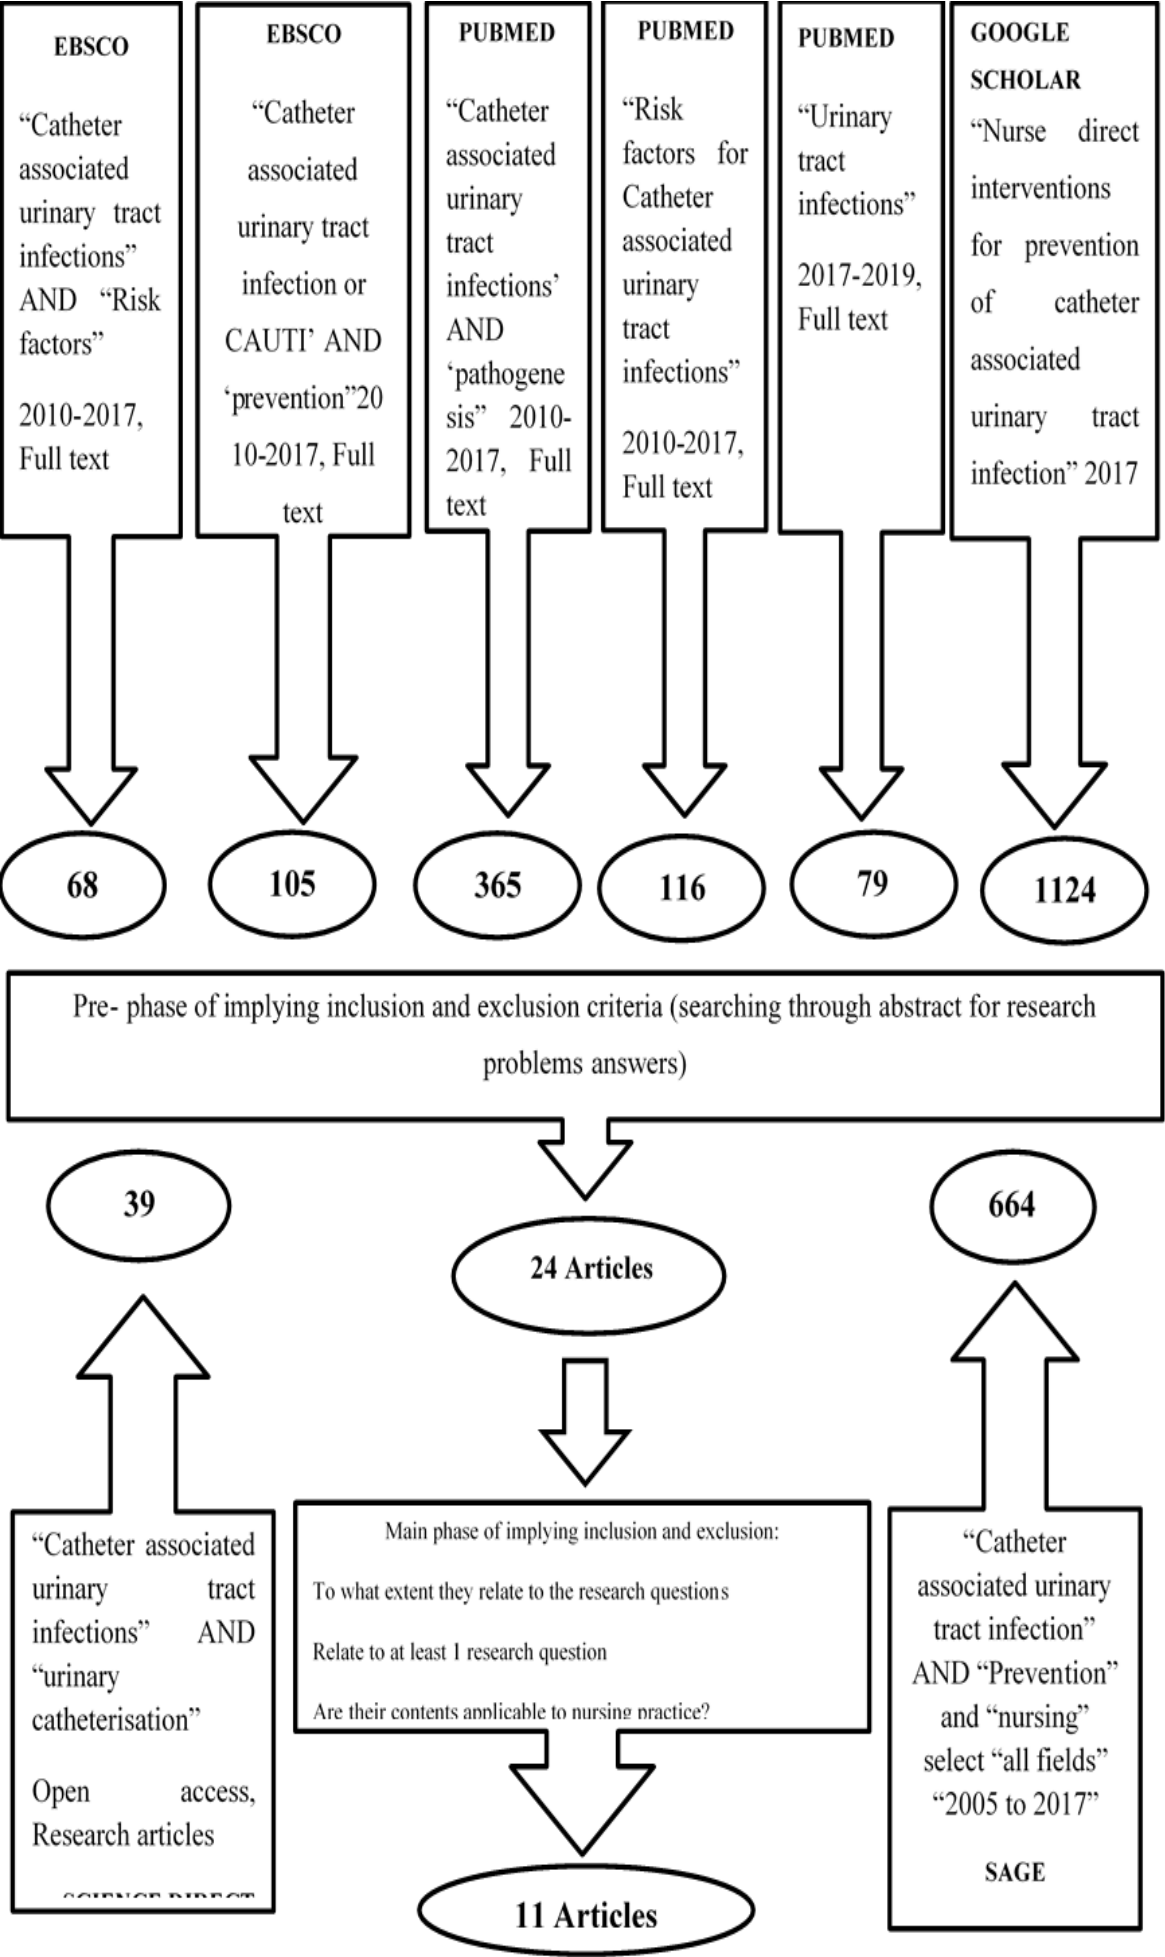 EBSCO
“Catheter
associated
urinary tract
infections”
AND “Risk
factors”
2010-2017,
Full text
EBSCO
“Catheter
associated
urinary tract
infection or
CAUTI’ AND
‘prevention”20
10-2017, Full
text
PUBMED
“Catheter
associated
urinary
tract
infections’
AND
‘pathogene
sis” 2010-
2017, Full
text
PUBMED
“Risk
factors for
Catheter
associated
urinary
tract
infections”
2010-2017,
Full text
PUBMED
“Urinary
tract
infections”
2017-2019,
Full text
GOOGLE
SCHOLAR
“Nurse direct
interventions
for prevention
of catheter
associated
urinary tract
infection” 2017
68
105
365
116
79
1124
Pre- phase of implying inclusion and exclusion criteria (searching through abstract for research
problems answers)
39
24 Articles
664
“Catheter associated
urinary tract
infections” AND
“urinary
catheterisation”
Open access,
Research articles
SCIENCE DIRECT
Main phase of implying inclusion and exclusion:
To what extent they relate to the research questions
Relate to at least 1 research question
Are their contents applicable to nursing practice?
“Catheter
associated urinary
tract infection”
AND “Prevention”
and “nursing”
select “all fields”
“2005 to 2017”
SAGE
11 Articles